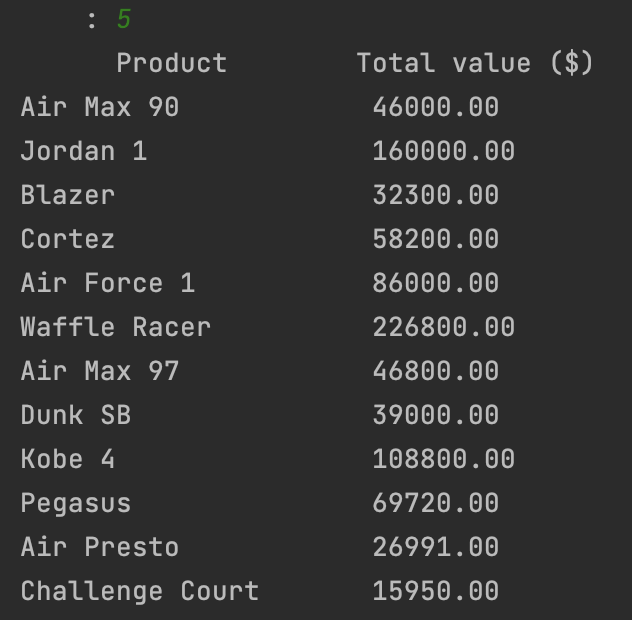 : 5
Product Total value ($)
Air Max 90 46000.00
Jordan 1 160000.00
Blazer 32300.00
Cortez 58200.00
Air Force 1 86000.00
Waffle Racer 226800.00
Air Max 97 46800.00
Dunk SB 39000.00
Kobe 4 108800.00
Pegasus 69720.00
Air Presto 26991.00
Challenge Court 15950.00